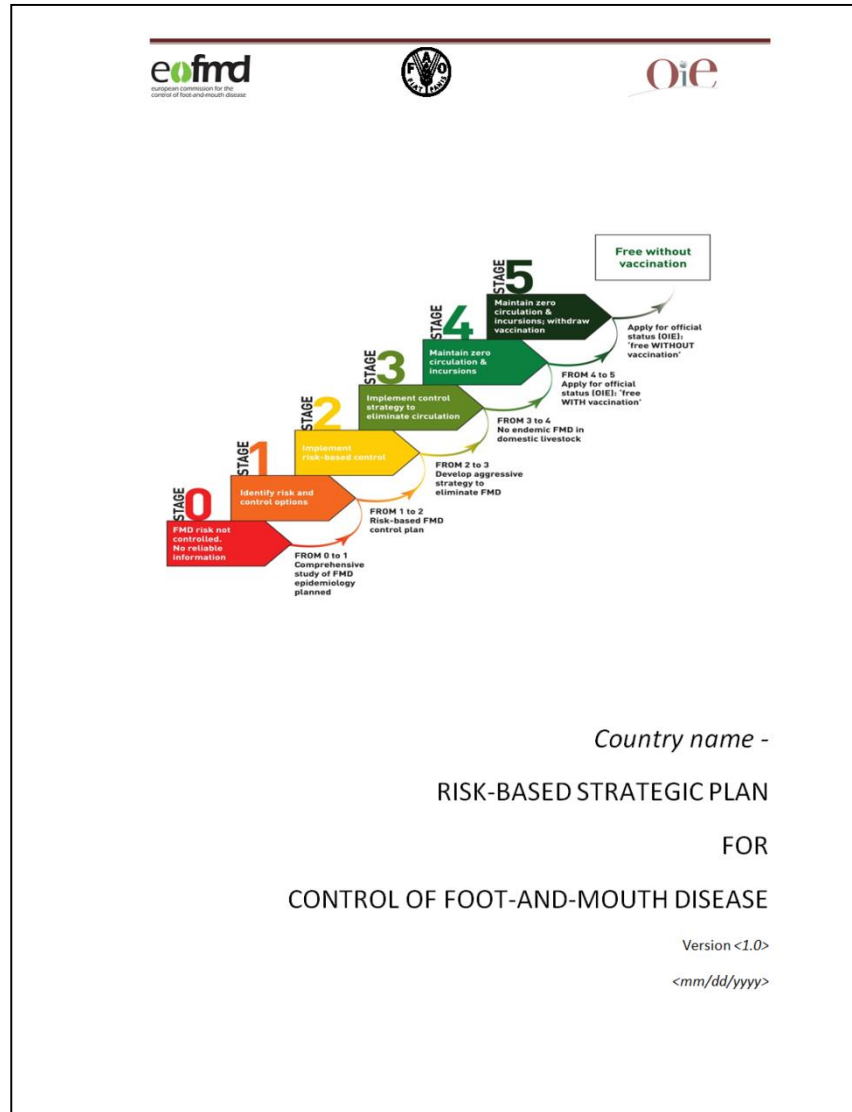 eofmd
european commission for the
control of foot-and-mouth disease
F A O
FIAT PANIS
OiE
Free without
vaccination
STAGE 5
Maintain zero
circulation &
incursions; withdraw
vaccination
Apply for official
status (OIE):
'free WITHOUT
vaccination'
STAGE 4
Maintain zero
circulation &
incursions
FROM 4 to 5
Apply for official
status (OIE): 'free
WITH vaccination'
STAGE 3
Implement control
strategy to
eliminate circulation
FROM 3 to 4
No endemic FMD in
domestic livestock
STAGE 2
Implement
risk-based control
FROM 2 to 3
Develop aggressive
strategy to
eliminate FMD
STAGE 1
Identify risk and
control options
FROM 1 to 2
Risk-based FMD
control plan
STAGE 0
FMD risk not
controlled.
No reliable
information
FROM 0 to 1
Comprehensive
study of FMD
epidemiology
planned
Country name -
RISK-BASED STRATEGIC PLAN
FOR
CONTROL OF FOOT-AND-MOUTH DISEASE
Version <1.0>
<mm/dd/yyyy>